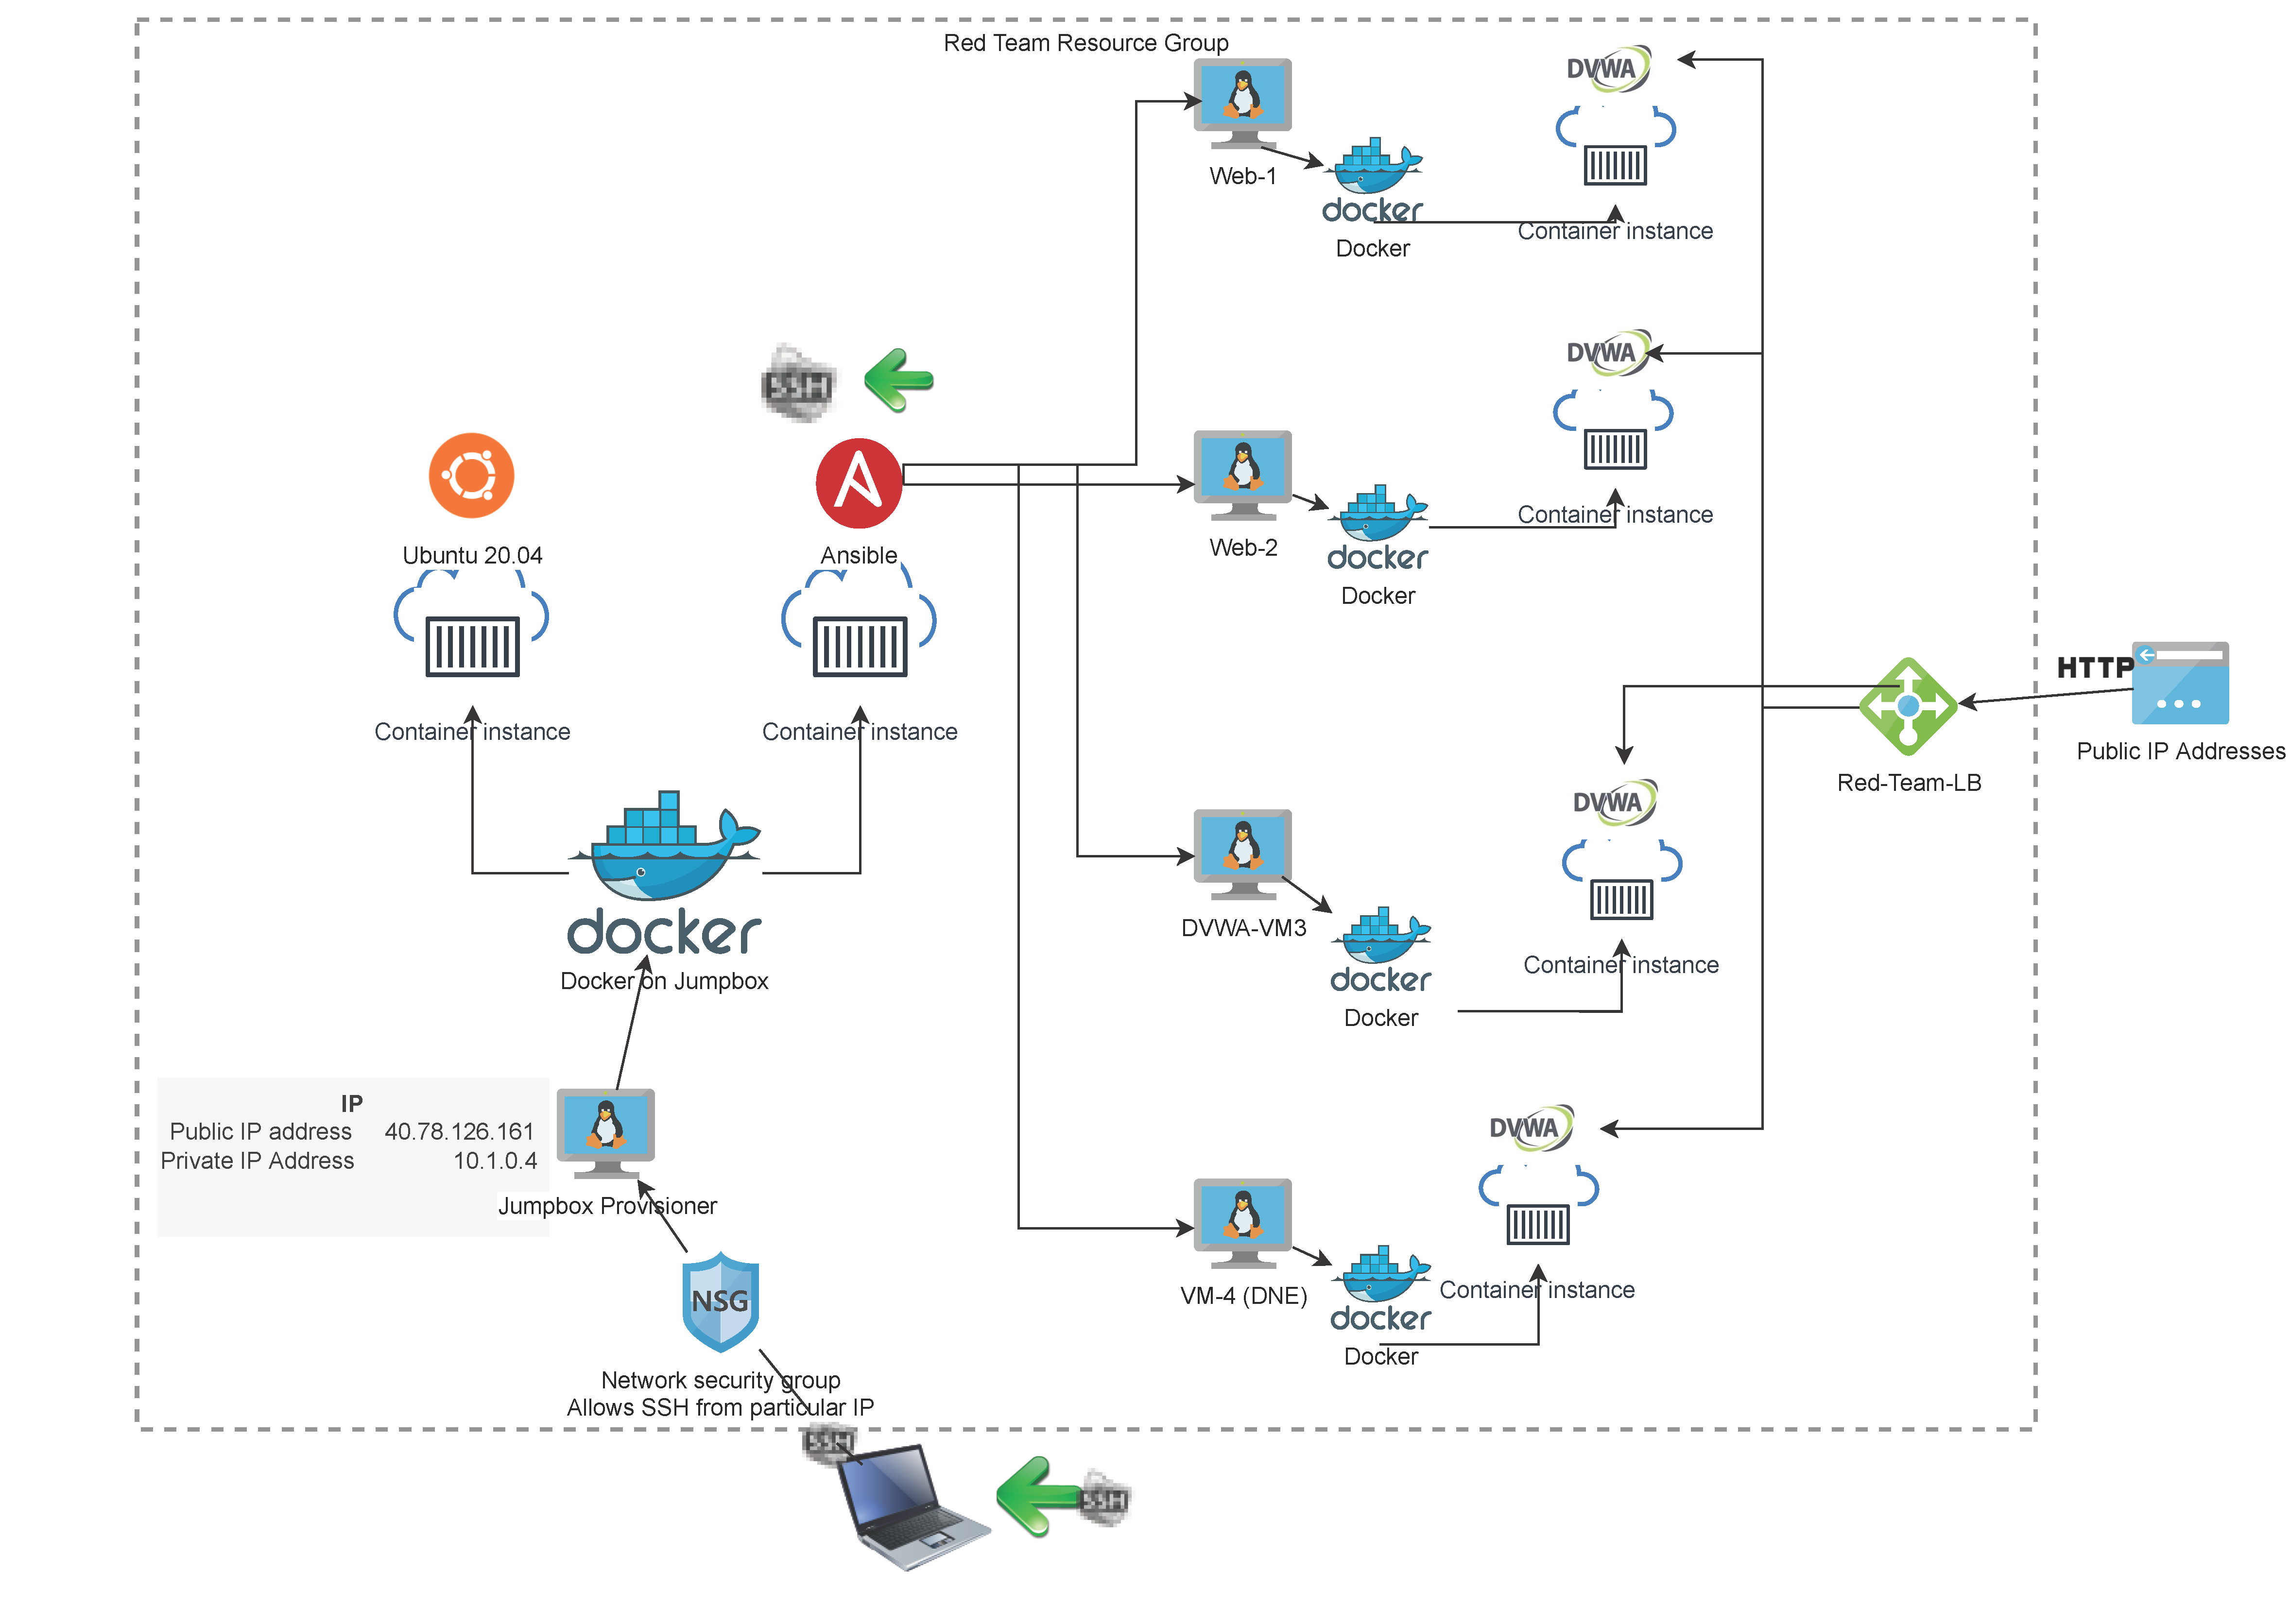 Red Team Resource Group
DVWA
Web-1
docker
Docker
Container instance
SSH
DVWA
Ubuntu 20.04
Ansible
Web-2
docker
Docker
Container instance
Container instance
Container instance
HTTP
Public IP Addresses
Red-Team-LB
DVWA
docker
Docker on Jumpbox
DVWA-VM3
docker
Docker
Container instance
IP
Public IP address 40.78.126.161
Private IP Address 10.1.0.4
Jumpbox Provisioner
DVWA
NSG
VM-4 (DNE)
docker
Docker
Container instance
Network security group
Allows SSH from particular IP
SSH
SSH